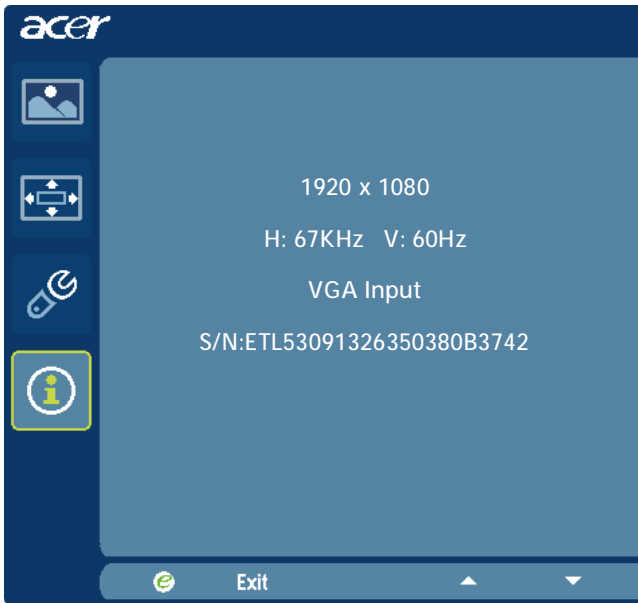 acer
1920 x 1080
H: 67KHz V: 60Hz
VGA Input
S/N:ETL53091326350380B3742
e Exit